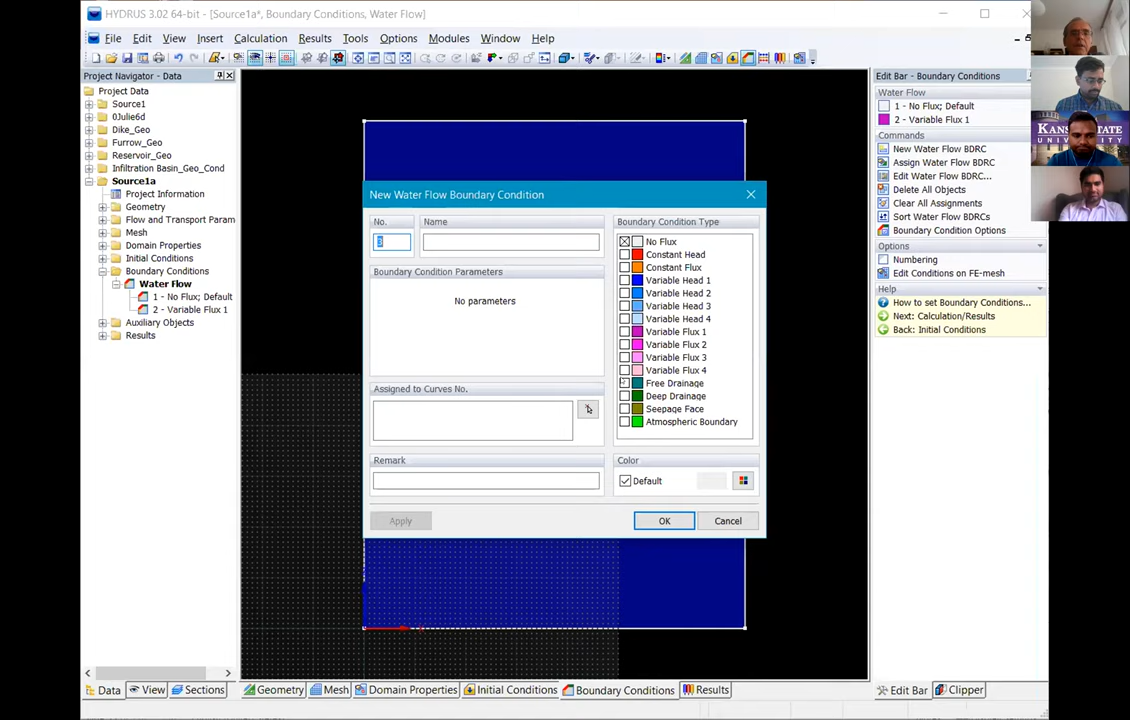 HYDRUS 3.02 64-bit - [Source1a*, Boundary Conditions, Water Flow]
File Edit View Insert Calculation Results Tools Options Modules Window Help
Project Navigator - Data
Project Data
Source1
0Julie6d
Dike_Geo
Furrow_Geo
Reservoir_Geo
Infiltration Basin_Geo_Cond
Source1a
Project Information
Geometry
Flow and Transport Param
Mesh
Domain Properties
Initial Conditions
Boundary Conditions
Water Flow
1 - No Flux; Default
2 - Variable Flux 1
Auxiliary Objects
Results
Data View Sections
New Water Flow Boundary Condition
No. Name
3
Boundary Condition Parameters
No parameters
Assigned to Curves No.
Remark
Apply
Boundary Condition Type
No Flux
Constant Head
Constant Flux
Variable Head 1
Variable Head 2
Variable Head 3
Variable Head 4
Variable Flux 1
Variable Flux 2
Variable Flux 3
Variable Flux 4
Free Drainage
Deep Drainage
Seepage Face
Atmospheric Boundary
Color
Default
OK Cancel
Geometry Mesh Domain Properties Initial Conditions Boundary Conditions Results
Edit Bar - Boundary Conditions
Water Flow
1 - No Flux; Default
2 - Variable Flux 1
Commands
New Water Flow BDRC
Assign Water Flow BDRC
Edit Water Flow BDRC...
Delete All Objects
Clear All Assignments
Sort Water Flow BDRCs
Boundary Condition Options
Options
Numbering
Edit Conditions on FE-mesh
Help
How to set Boundary Conditions...
Next: Calculation/Results
Back: Initial Conditions
Edit Bar Clipper